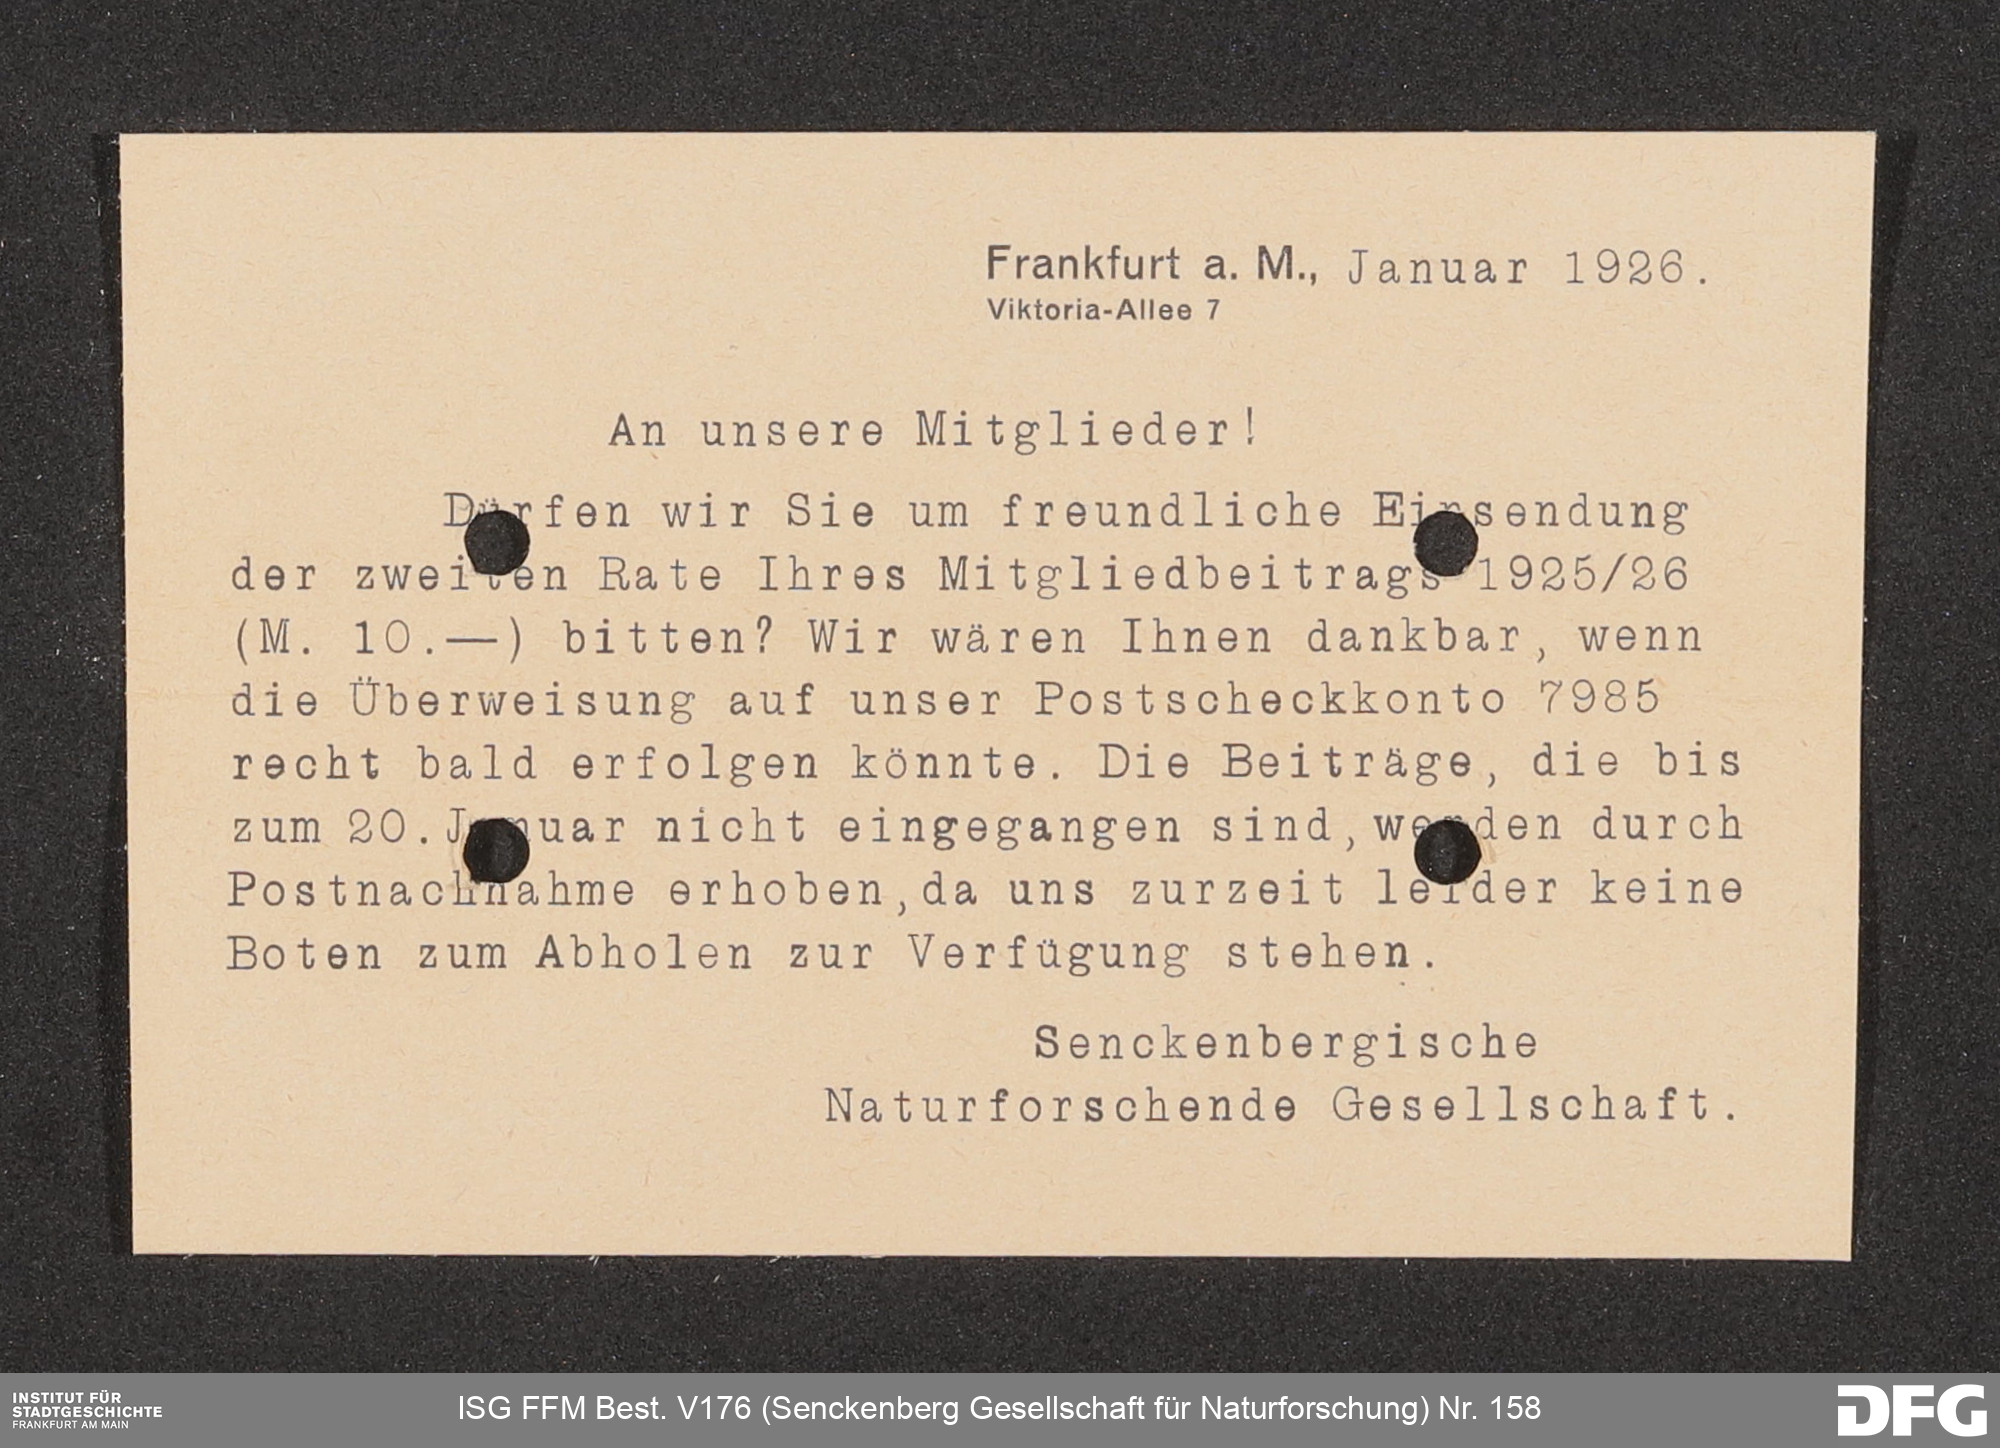 Frankfurt a. M., Januar 1926.
Viktoria-Allee 7
An unsere Mitglieder!
Dürfen wir Sie um freundliche Einsendung
der zweiten Rate Ihres Mitgliedbeitrags 1925/26
(M. 10.—) bitten? Wir wären Ihnen dankbar, wenn
die Überweisung auf unser Postscheckkonto 7985
recht bald erfolgen könnte. Die Beiträge, die bis
zum 20. Januar nicht eingegangen sind, werden durch
Postnachnahme erhoben, da uns zurzeit leider keine
Boten zum Abholen zur Verfügung stehen.
Senckenbergische
Naturforschende Gesellschaft.
INSTITUT FÜR
STADTGESCHICHTE
FRANKFURT AM MAIN
ISG FFM Best. V176 (Senckenberg Gesellschaft für Naturforschung) Nr. 158
DFG